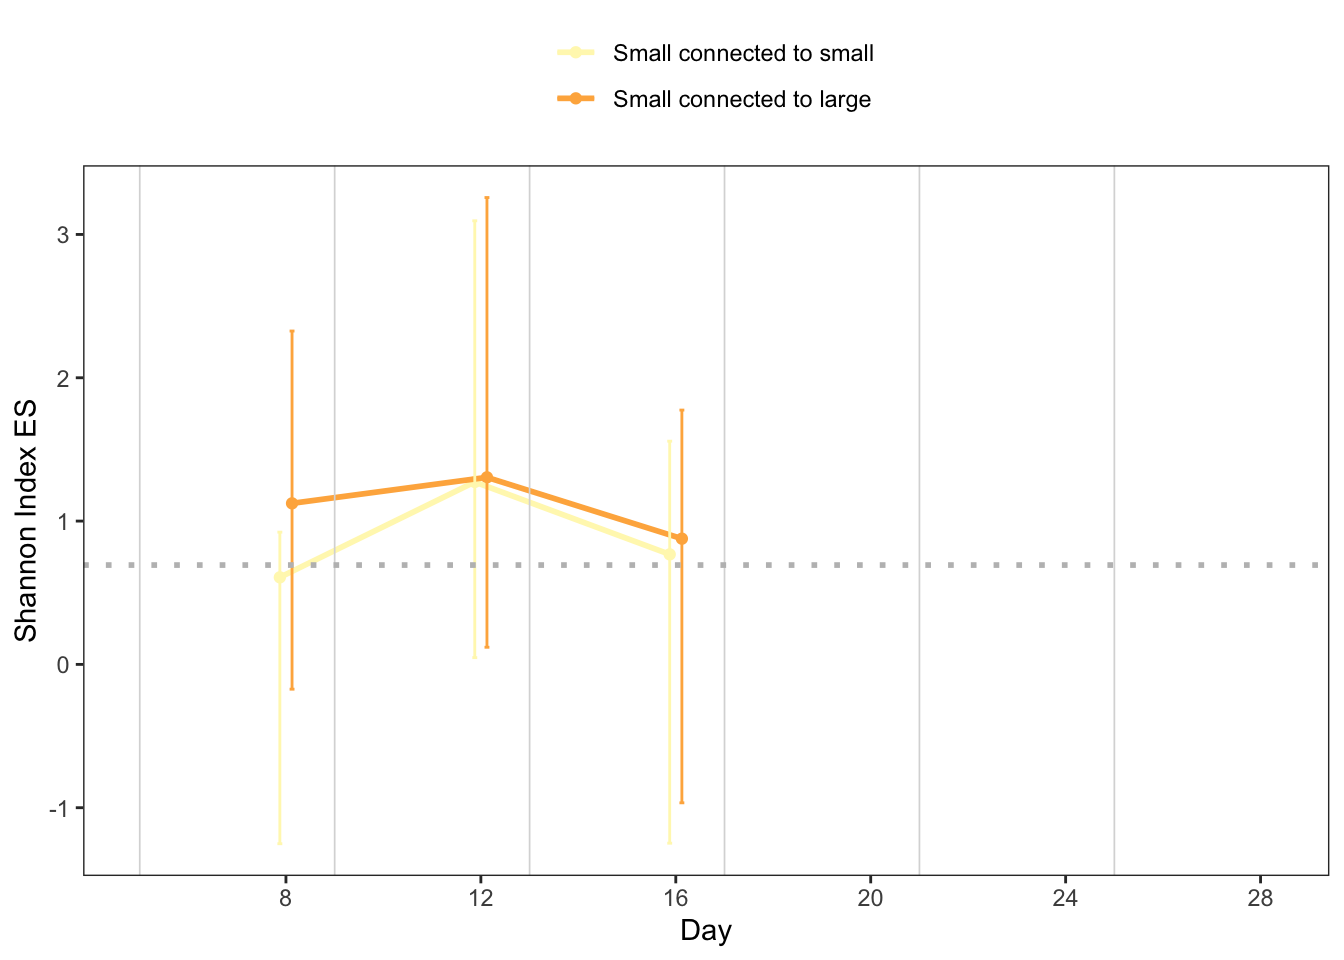 Small connected to small
Small connected to large
Shannon Index ES
3
2
1
0
-1
8 12 16 20 24 28
Day